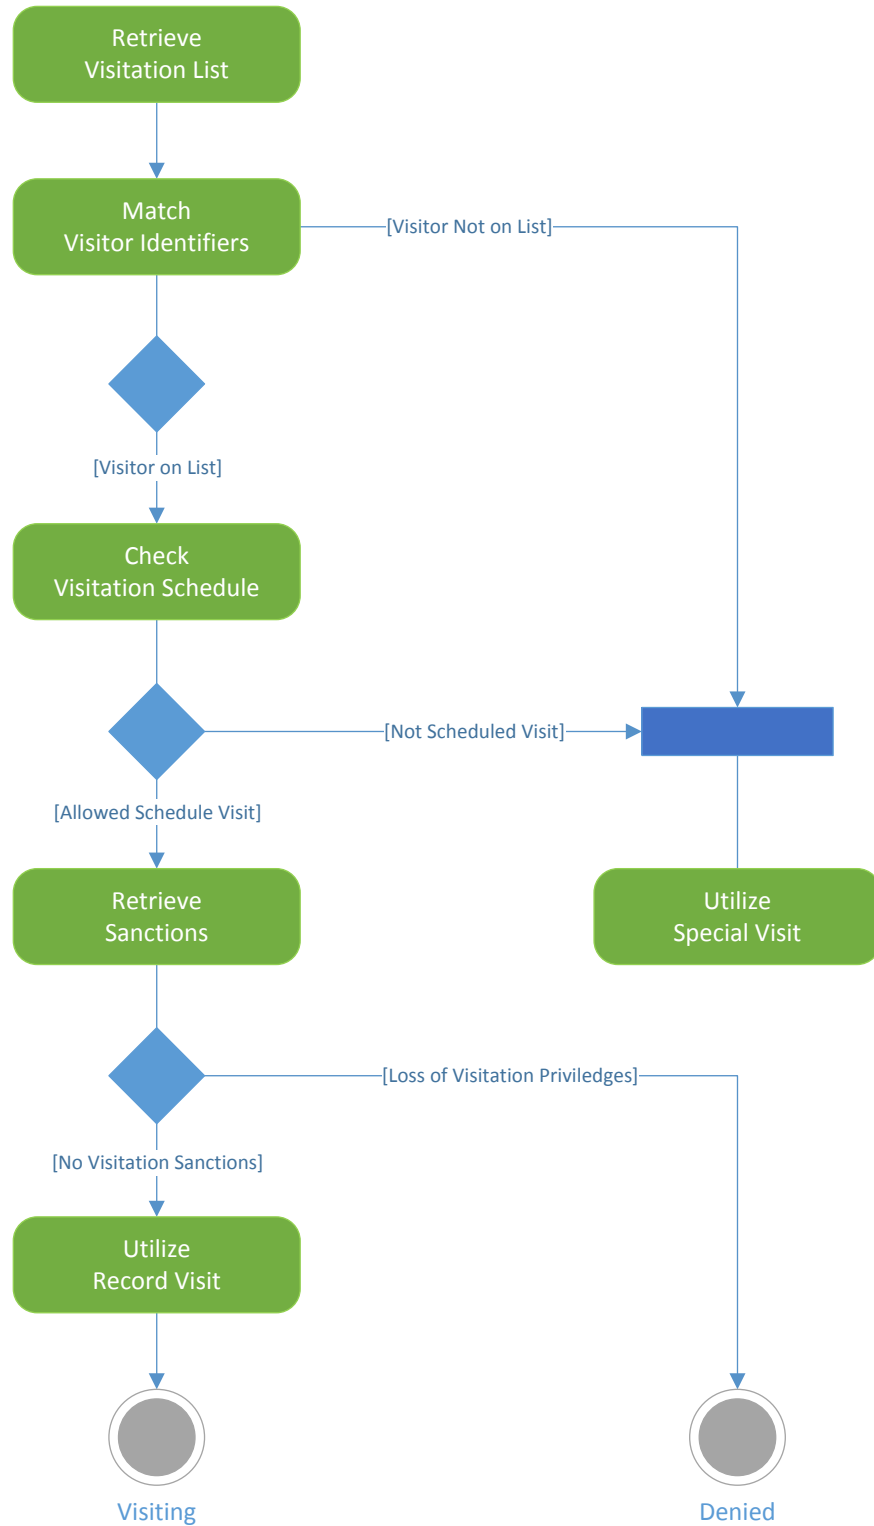 Retrieve
Visitation List
Match
Visitor Identifiers
[Visitor Not on List]
[Visitor on List]
Check
Visitation Schedule
[Not Scheduled Visit]
[Allowed Schedule Visit]
Retrieve
Sanctions
Utilize
Special Visit
[Loss of Visitation Priviledges]
[No Visitation Sanctions]
Utilize
Record Visit
Visiting
Denied